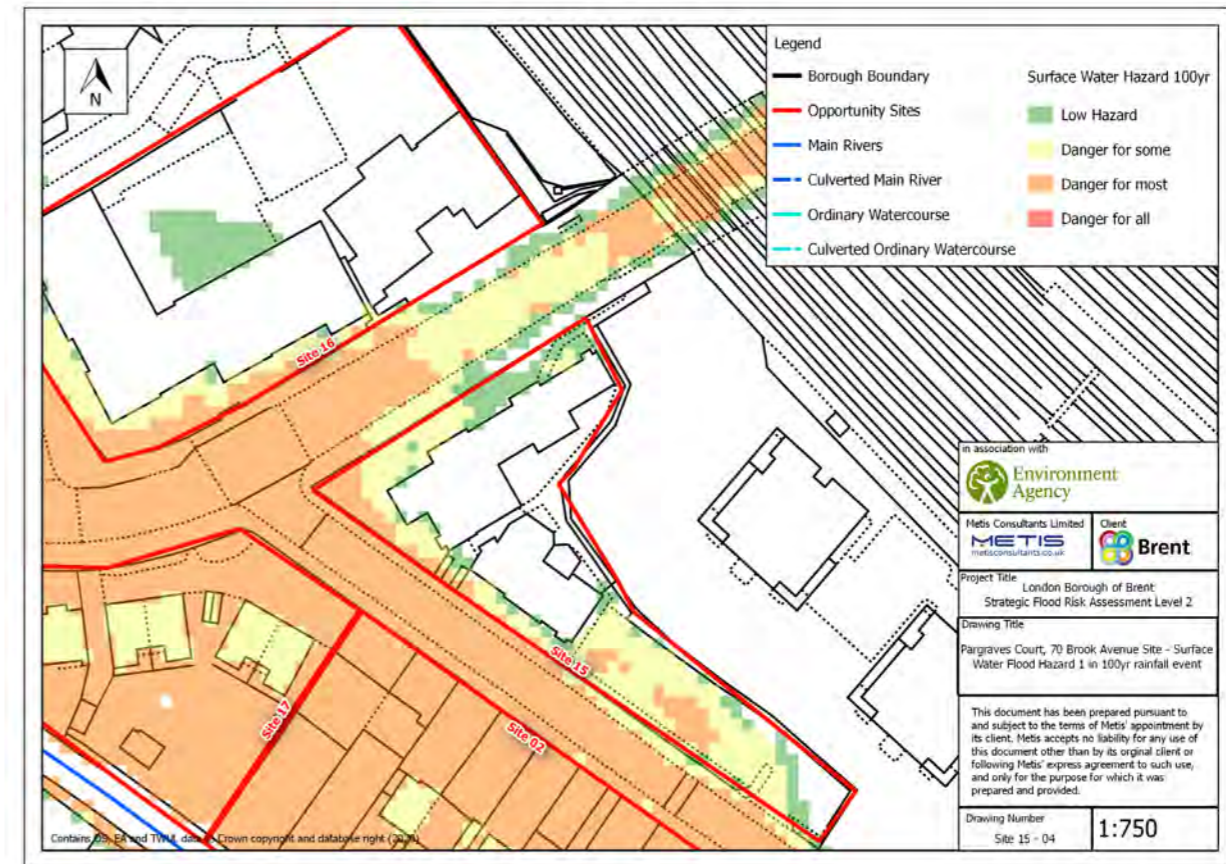 N
Legend
Borough Boundary
Opportunity Sites
Main Rivers
Culverted Main River
Ordinary Watercourse
Culverted Ordinary Watercourse
Surface Water Hazard 100yr
Low Hazard
Danger for some
Danger for most
Danger for all
Site 16
Site 15
Site 02
Site 17
in association with
Environment
Agency
Metis Consultants Limited
METIS
metisconsultants.co.uk
Client
Brent
Project Title
London Borough of Brent
Strategic Flood Risk Assessment Level 2
Drawing Title
Pargraves Court, 70 Brook Avenue Site - Surface
Water Flood Hazard 1 in 100yr rainfall event
This document has been prepared pursuant to
and subject to the terms of Metis' appointment by
its client. Metis accepts no liability for any use of
this document other than by its orginal client or
following Metis' express agreement to such use,
and only for the purpose for which it was
prepared and provided.
Drawing Number
Site 15 - 04
1:750
Contains OS, EA and TWUL data Crown copyright and database right